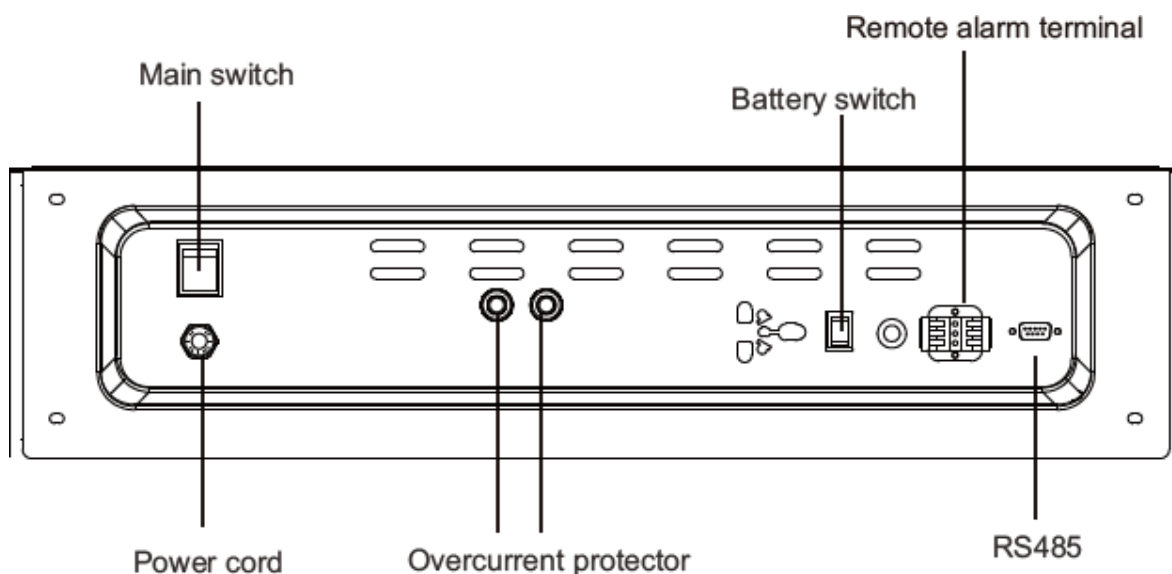 Remote alarm terminal
Main switch
Battery switch
Power cord
Overcurrent protector
RS485